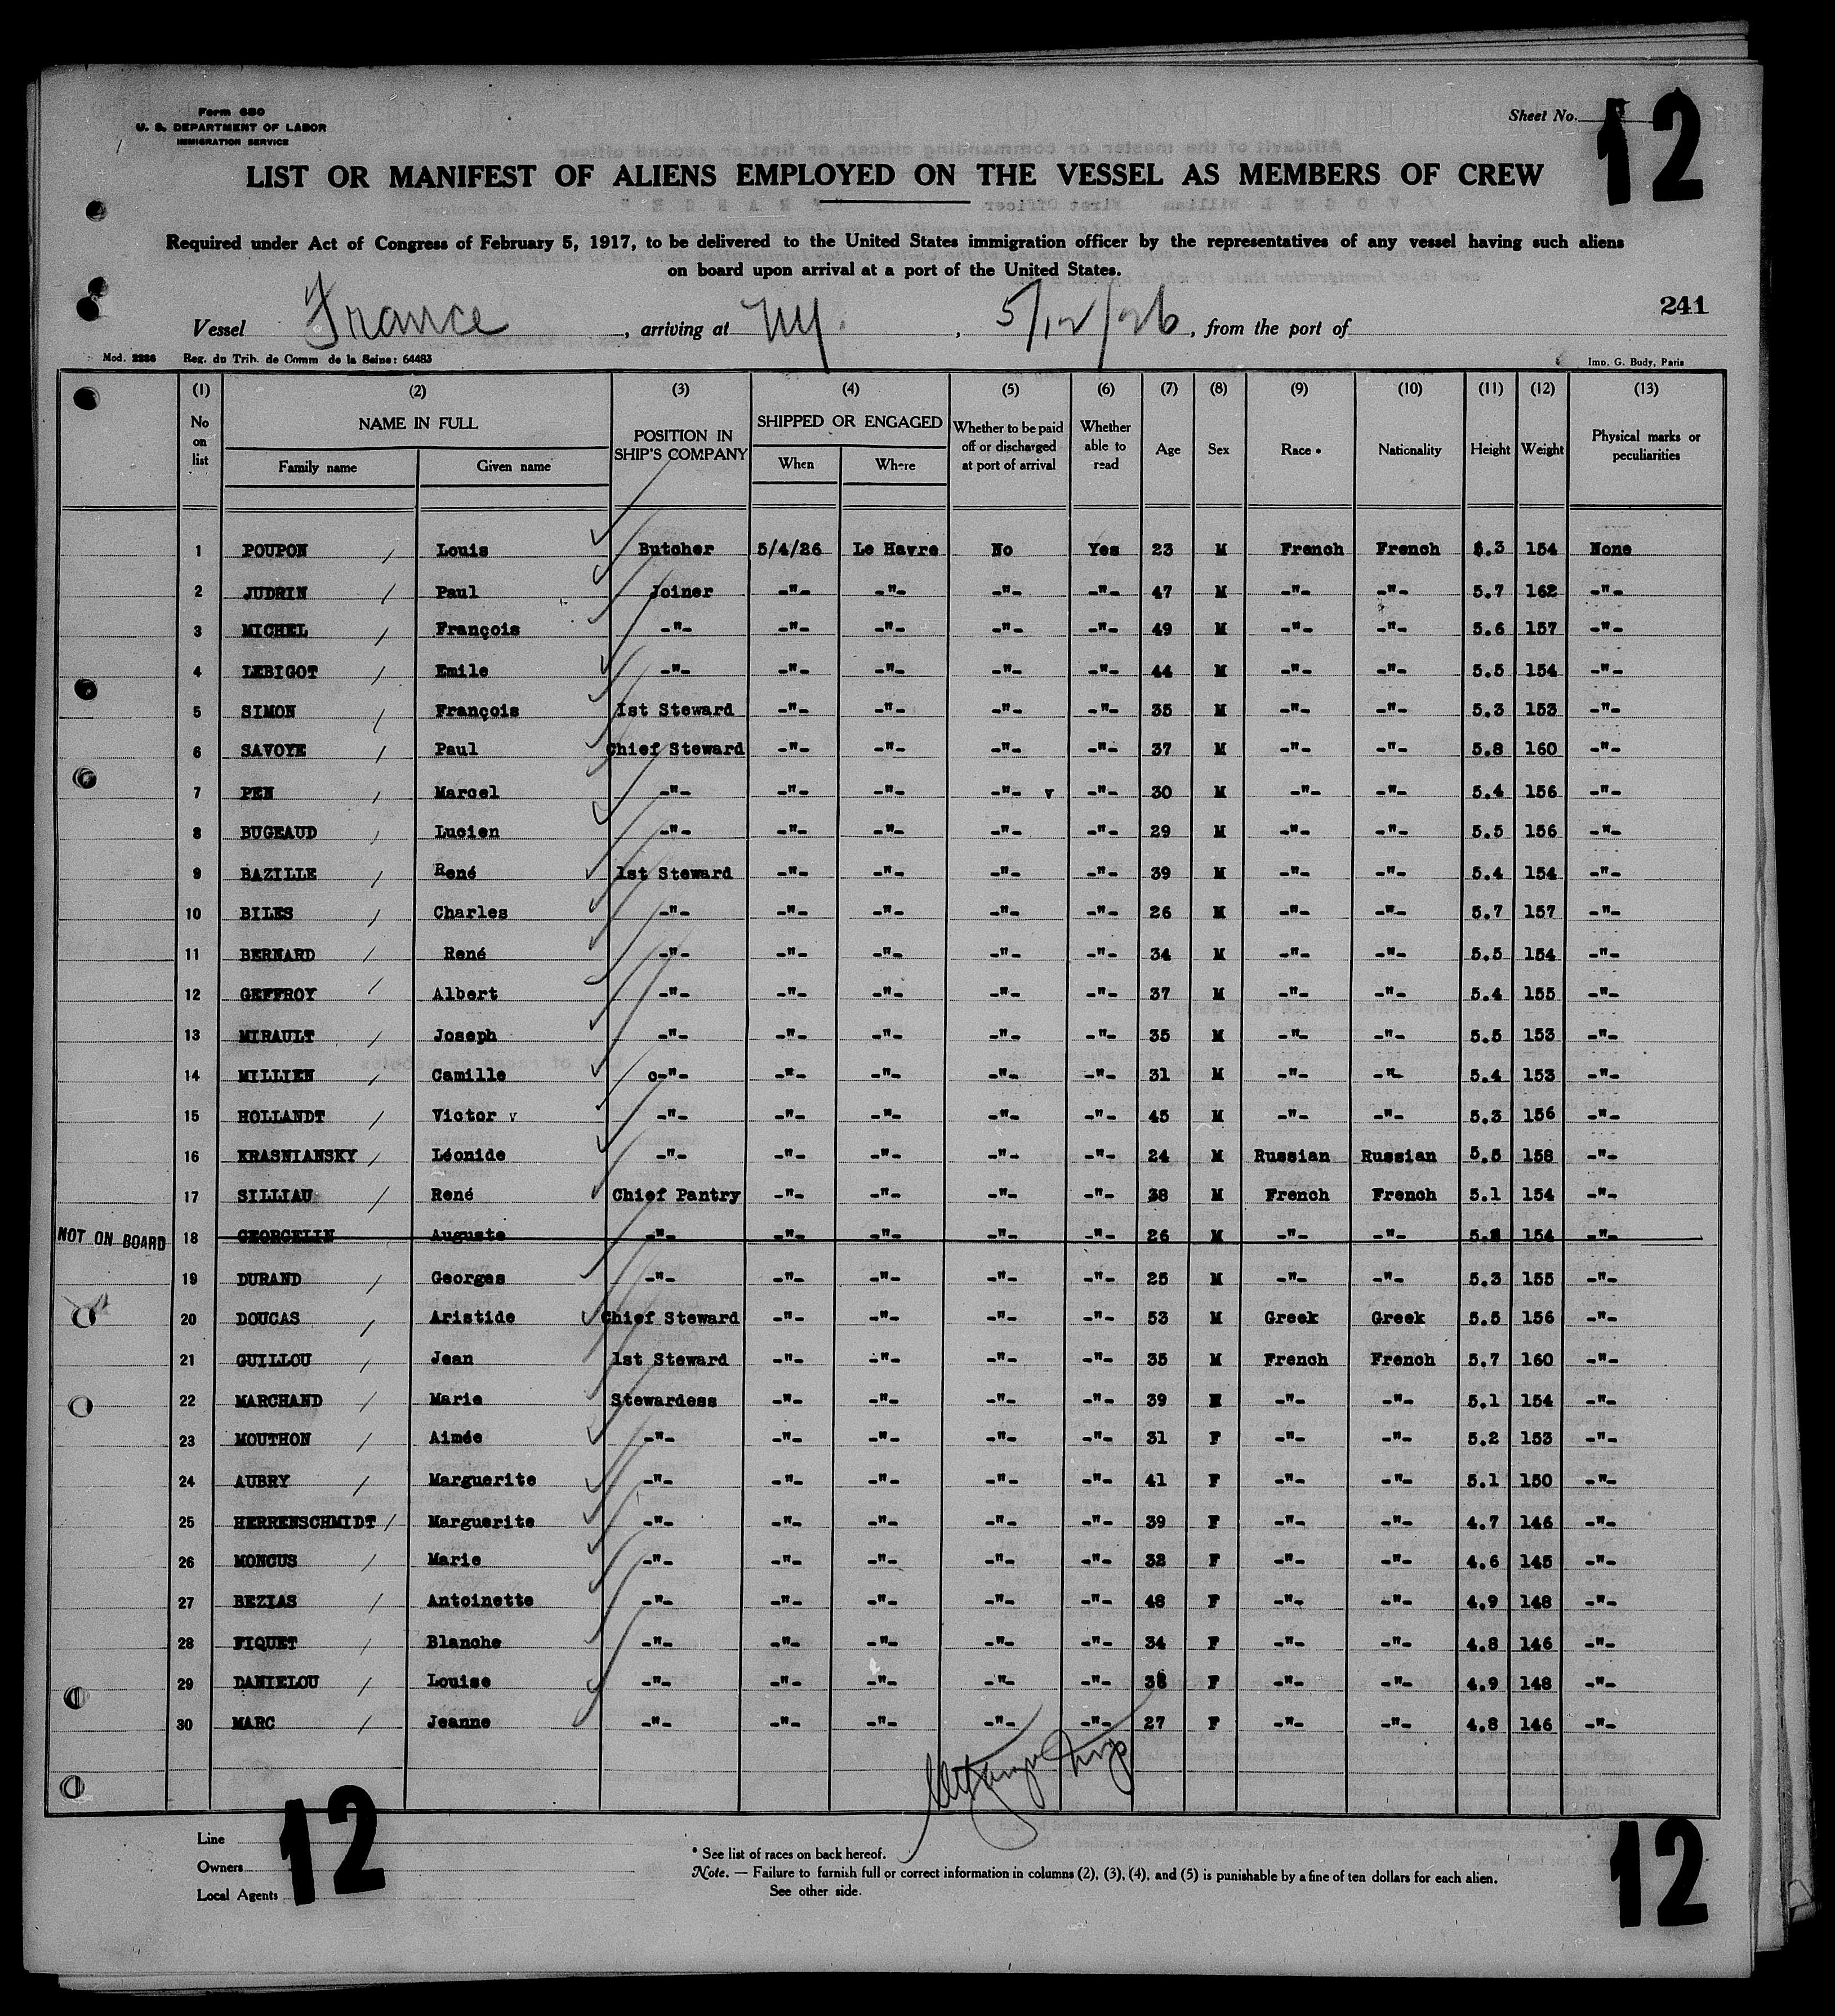 Form 680
U. S. DEPARTMENT OF LABOR
IMMIGRATION SERVICE
Sheet No. 12
LIST OR MANIFEST OF ALIENS EMPLOYED ON THE VESSEL AS MEMBERS OF CREW
Required under Act of Congress of February 5, 1917, to be delivered to the United States immigration officer by the representatives of any vessel having such aliens
on board upon arrival at a port of the United States.
241
Vessel France, arriving at NY, 5/12/26, from the port of
Mod. 2286 Reg. du Trib. de Comm de la Seine: 64483 Imp. G. Budy, Paris
(1) (2) (3) (4) (5) (6) (7) (8) (9) (10) (11) (12) (13)
No on list NAME IN FULL Family name Given name POSITION IN SHIP'S COMPANY SHIPPED OR ENGAGED When Where Whether to be paid off or discharged at port of arrival Whether able to read Age Sex Race * Nationality Height Weight Physical marks or peculiarities
1 POUPON / Louis Butcher 5/4/26 Le Havre No Yes 23 M French French 5.3 154 None
2 JUDRIN / Paul Joiner -"- -"- -"- -"- 47 M -"- -"- 5.7 162 -"-
3 MICHEL / François -"- -"- -"- -"- -"- 49 M -"- -"- 5.6 157 -"-
4 LEBIGOT / Emile -"- -"- -"- -"- -"- 44 M -"- -"- 5.5 154 -"-
5 SIMON / François 1st Steward -"- -"- -"- -"- 35 M -"- -"- 5.3 153 -"-
6 SAVOYE / Paul Chief Steward -"- -"- -"- -"- 37 M -"- -"- 5.8 160 -"-
7 PEN / Marcel -"- -"- -"- -"- v -"- 30 M -"- -"- 5.4 156 -"-
8 BUGEAUD / Lucien -"- -"- -"- -"- -"- 29 M -"- -"- 5.5 156 -"-
9 BAZILLE / René 1st Steward -"- -"- -"- -"- 39 M -"- -"- 5.4 154 -"-
10 BILES / Charles -"- -"- -"- -"- -"- 26 M -"- -"- 5.7 157 -"-
11 BERNARD / René -"- -"- -"- -"- -"- 34 M -"- -"- 5.5 154 -"-
12 GEFFROY / Albert -"- -"- -"- -"- -"- 37 M -"- -"- 5.4 155 -"-
13 MIRAULT / Joseph -"- -"- -"- -"- -"- 35 M -"- -"- 5.5 153 -"-
14 MILLIEN / Camille o-"- -"- -"- -"- -"- 31 M -"- -"- 5.4 153 -"-
15 HOLLANDT / Victor v -"- -"- -"- -"- -"- 45 M -"- -"- 5.3 156 -"-
16 KRASNIANSKY / Léonide -"- -"- -"- -"- -"- 24 M Russian Russian 5.5 158 -"-
17 SILLIAU / René Chief Pantry -"- -"- -"- -"- 38 M French French 5.1 154 -"-
NOT ON BOARD 18 GEORGELIN Auguste -"- -"- -"- -"- -"- 26 M -"- -"- 154 -"-
19 DURAND / Georges -"- -"- -"- -"- -"- 25 M -"- -"- 5.3 155 -"-
20 DOUCAS / Aristide Chief Steward -"- -"- -"- -"- 53 M Greek Greek 5.5 156 -"-
21 GUILLOU / Jean 1st Steward -"- -"- -"- -"- 35 M French French 5.7 160 -"-
22 MARCHAND / Marie Stewardess -"- -"- -"- -"- 39 -"- -"- 5.1 154 -"-
23 MOUTHON / Aimée -"- -"- -"- -"- -"- 31 F -"- -"- 5.2 153 -"-
24 AUBRY / Marguerite -"- -"- -"- -"- -"- 41 F -"- -"- 5.1 150 -"-
25 HERRENSCHMIDT / Marguerite -"- -"- -"- -"- -"- 39 F -"- -"- 4.7 146 -"-
26 MONCUS / Marie -"- -"- -"- -"- -"- 32 F -"- -"- 4.6 145 -"-
27 BEZIAS / Antoinette -"- -"- -"- -"- -"- 48 F -"- -"- 4.9 148 -"-
28 FIQUET / Blanche -"- -"- -"- -"- -"- 34 F -"- -"- 4.8 146 -"-
29 DANIELOU / Louise -"- -"- -"- -"- -"- 38 F -"- -"- 4.9 148 -"-
30 MARC / Jeanne -"- -"- -"- -"- -"- 27 F -"- -"- 4.8 146 -"-
12
12
Line
Owners
Local Agents
* See list of races on back hereof.
Note. — Failure to furnish full or correct information in columns (2), (3), (4), and (5) is punishable by a fine of ten dollars for each alien.
See other side.